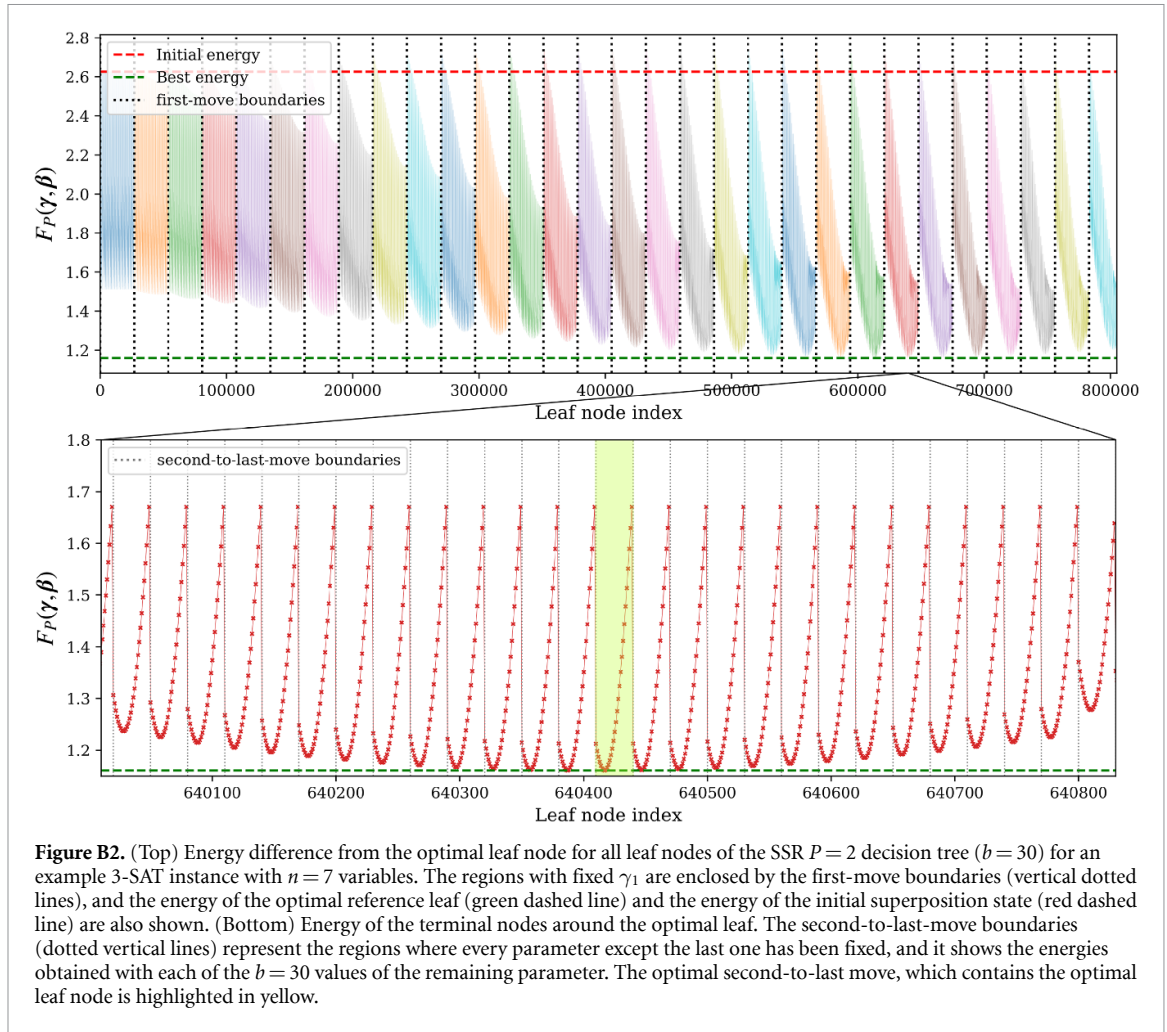 2.8
2.6
2.4
2.2
2.0
1.8
1.6
1.4
1.2
F_P(γ,β)
Initial energy
Best energy
first-move boundaries
0 100000 200000 300000 400000 500000 600000 700000 800000
Leaf node index
1.8
1.7
1.6
1.5
1.4
1.3
1.2
F_P(γ,β)
second-to-last-move boundaries
640100 640200 640300 640400 640500 640600 640700 640800
Leaf node index
Figure B2. (Top) Energy difference from the optimal leaf node for all leaf nodes of the SSR P = 2 decision tree (b = 30) for an
example 3-SAT instance with n = 7 variables. The regions with fixed γ₁ are enclosed by the first-move boundaries (vertical dotted
lines), and the energy of the optimal reference leaf (green dashed line) and the energy of the initial superposition state (red dashed
line) are also shown. (Bottom) Energy of the terminal nodes around the optimal leaf. The second-to-last-move boundaries
(dotted vertical lines) represent the regions where every parameter except the last one has been fixed, and it shows the energies
obtained with each of the b = 30 values of the remaining parameter. The optimal second-to-last move, which contains the optimal
leaf node is highlighted in yellow.